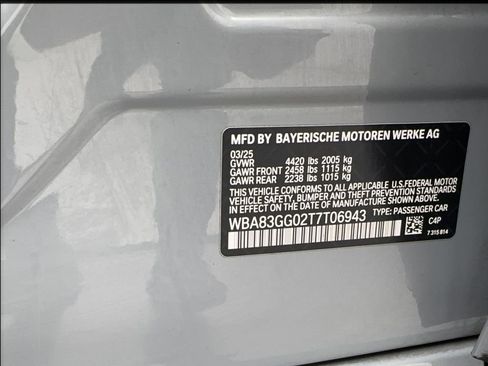 MFD BY BAYERISCHE MOTOREN WERKE AG
03/25
GVWR 4420 lbs 2005 kg
GAWR FRONT 2458 lbs 1115 kg
GAWR REAR 2238 lbs 1015 kg
THIS VEHICLE CONFORMS TO ALL APPLICABLE U.S.FEDERAL MOTOR
VEHICLE SAFETY, BUMPER AND THEFT PREVENTION STANDARDS
IN EFFECT ON THE DATE OF MANUFACTURE SHOWN ABOVE.
WBA83GG02T7T06943 TYPE: PASSENGER CAR
C4P
7 315 814